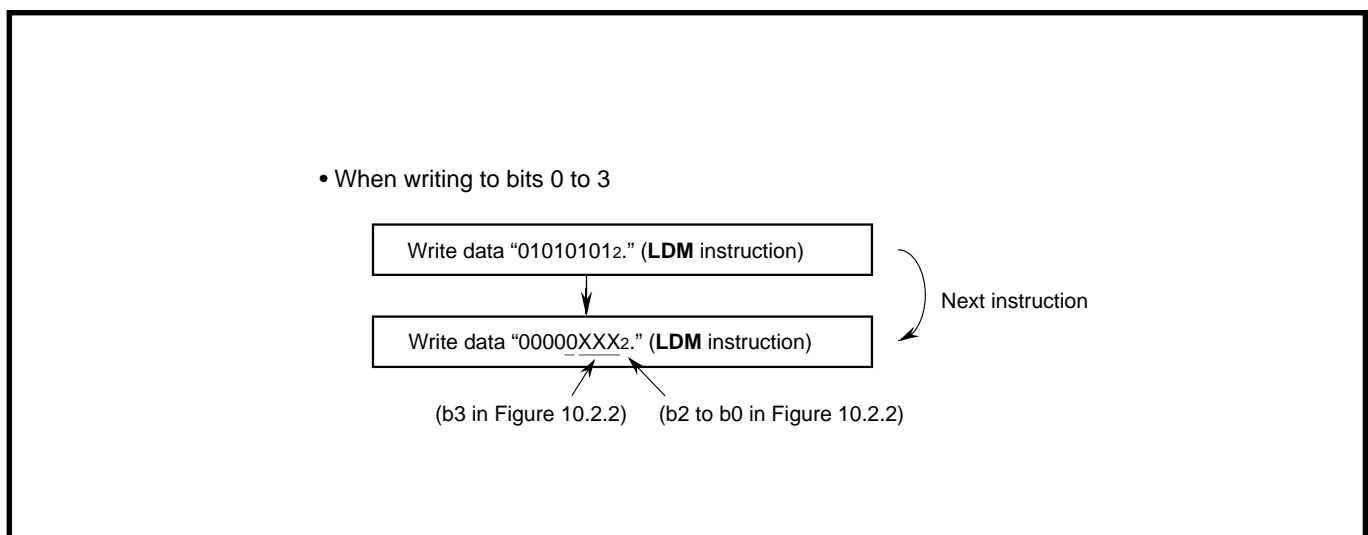 • When writing to bits 0 to 3
Write data “010101012.” (LDM instruction)
Next instruction
Write data “00000XXX2.” (LDM instruction)
(b3 in Figure 10.2.2) (b2 to b0 in Figure 10.2.2)